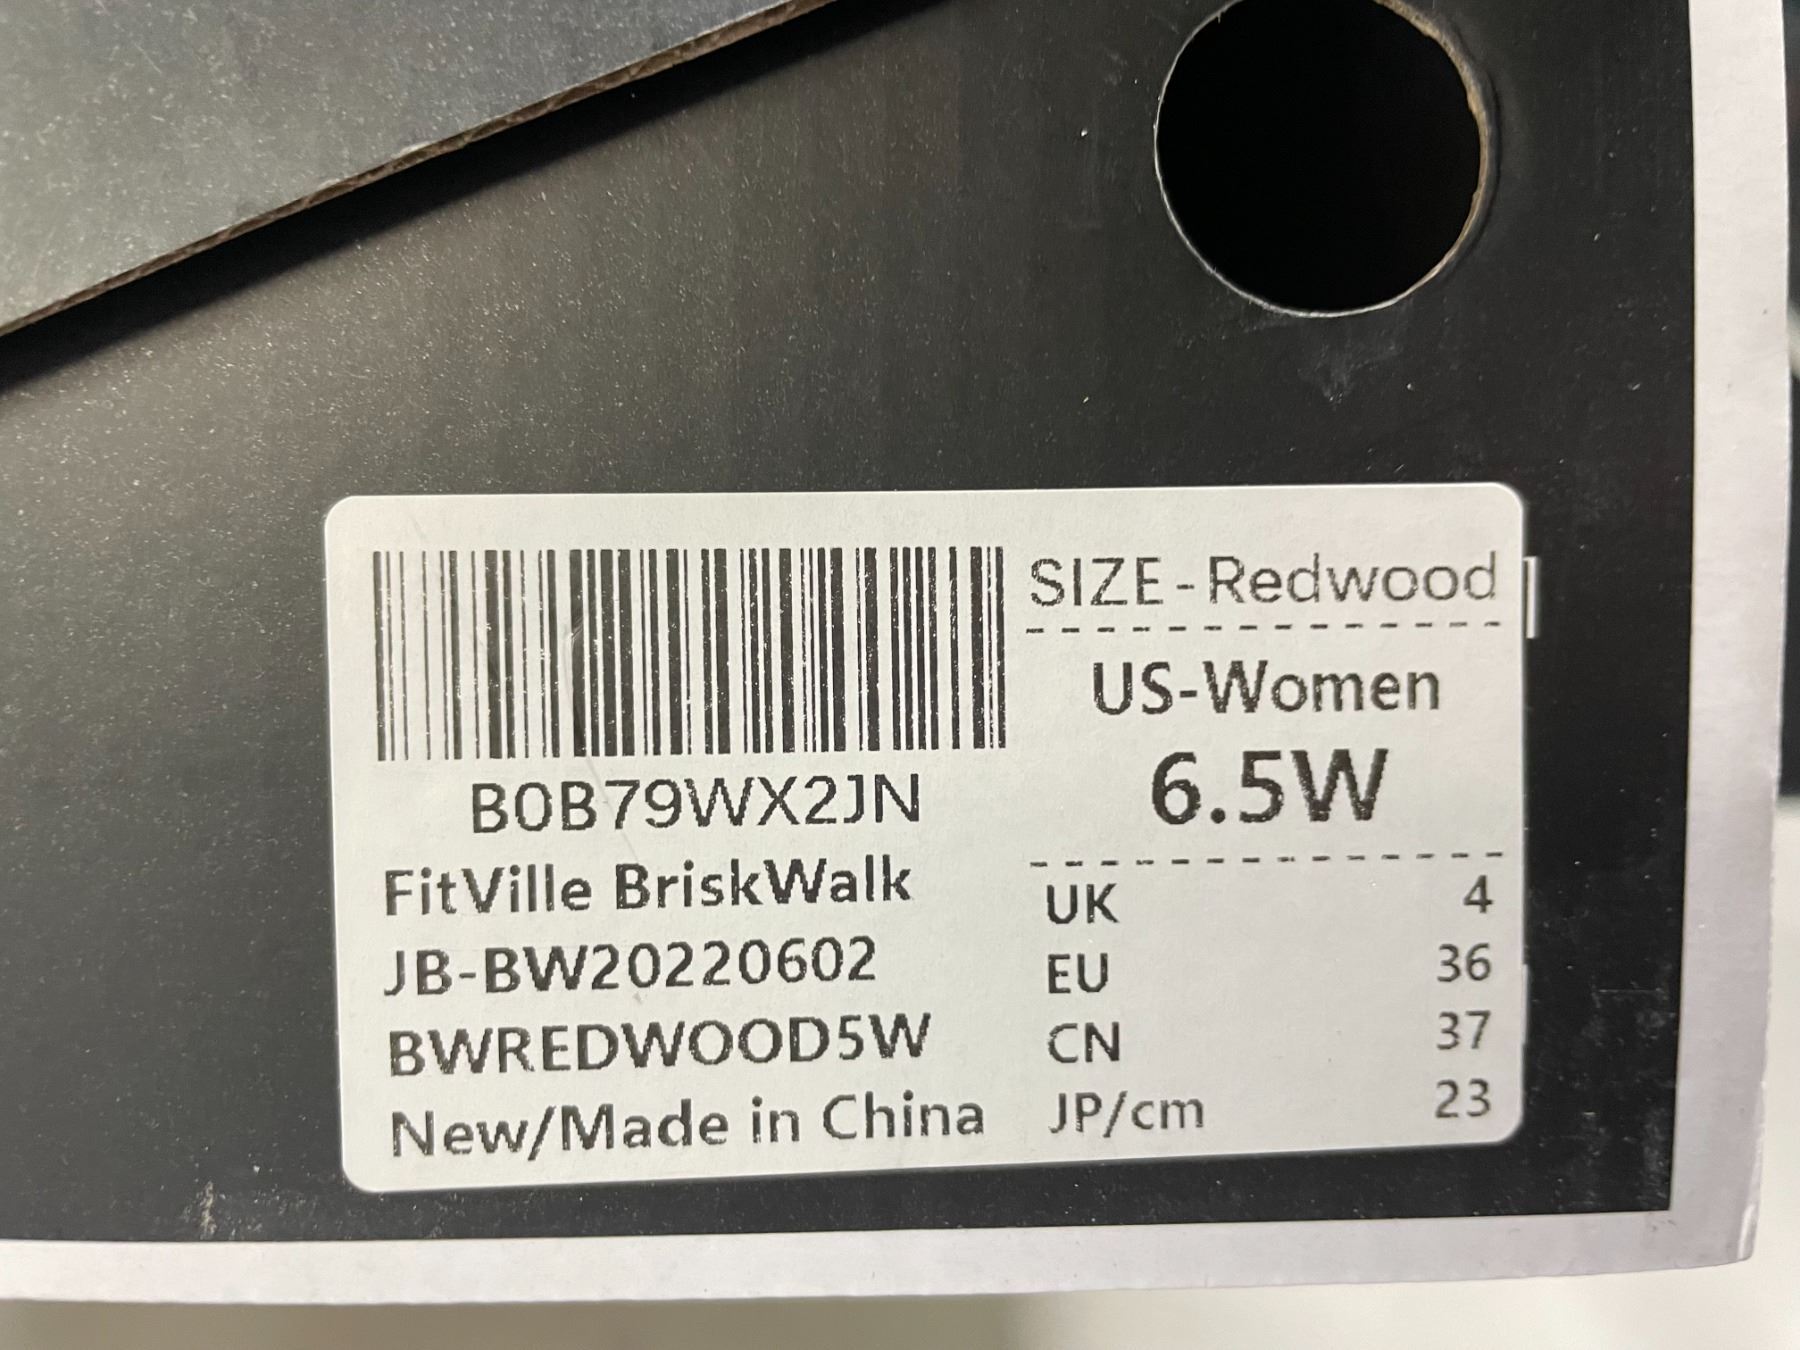 B0B79WX2JN
FitVille BriskWalk
JB-BW20220602
BWREDWOOD5W
New/Made in China
SIZE-Redwood
US-Women
6.5W
UK 4
EU 36
CN 37
JP/cm 23